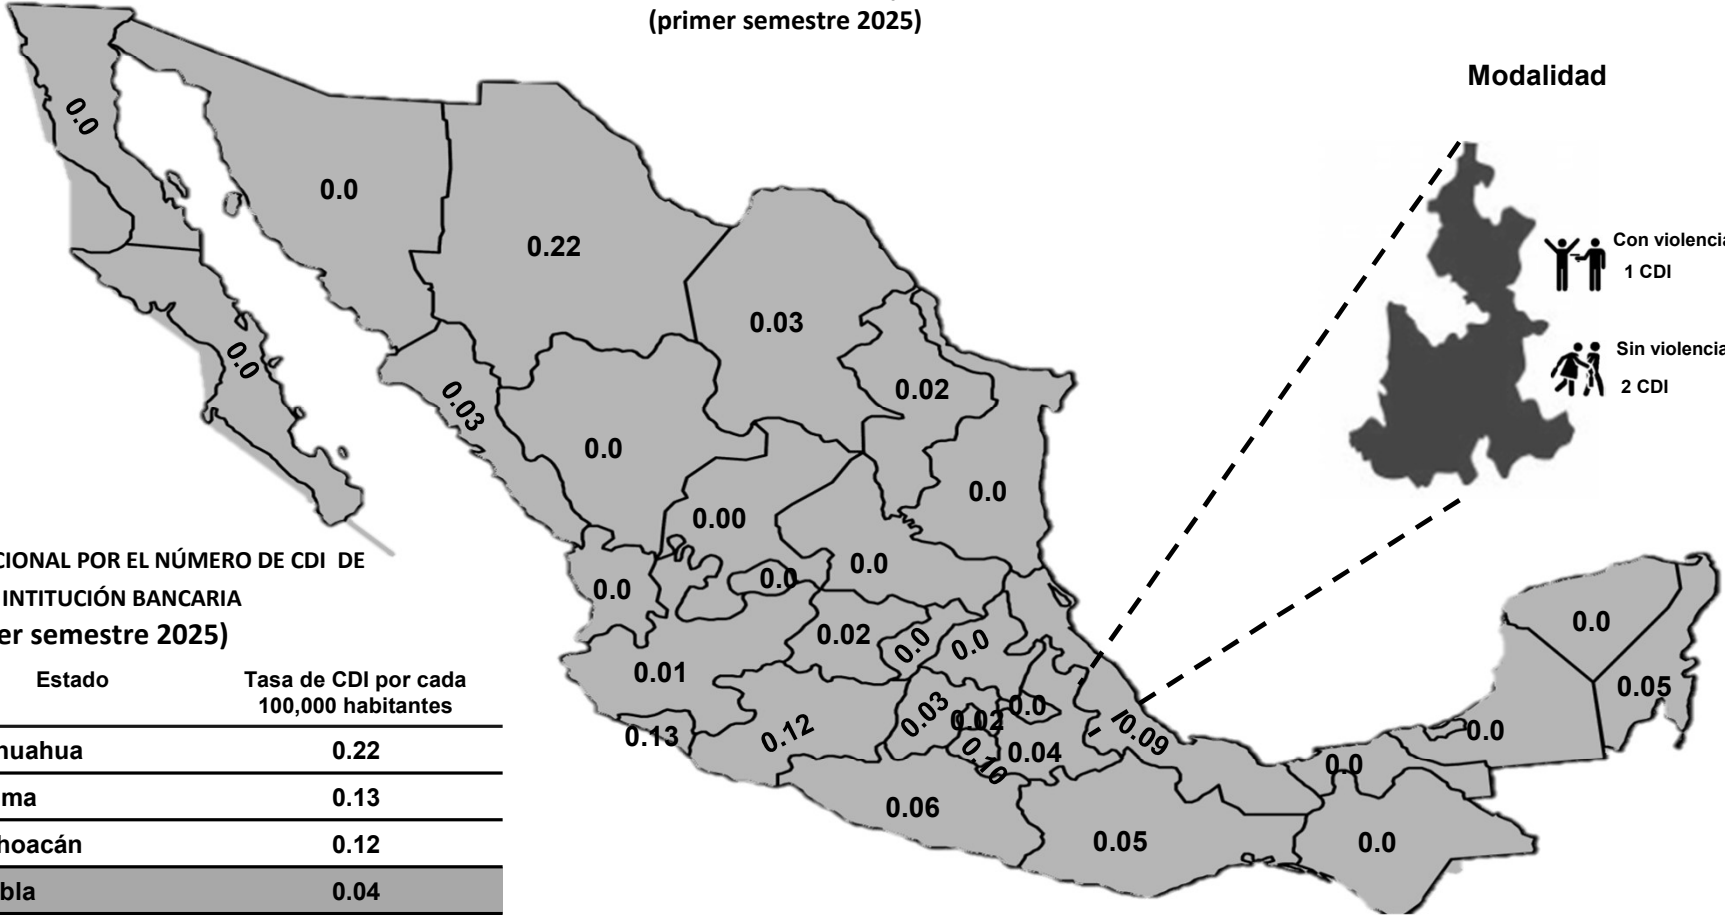 (primer semestre 2025)
Modalidad
Con violencia
1 CDI
Sin violencia
2 CDI
0.0
0.0
0.22
0.03
0.0
0.03
0.02
0.0
0.0
0.00
0.0
0.0
0.0
0.0
0.02
0.0
0.0
0.01
0.13
0.12
0.03
0.02
0.0
0.10
0.04
0.09
0.06
0.05
0.0
0.0
0.0
0.0
0.05
CIONAL POR EL NÚMERO DE CDI DE
INTITUCIÓN BANCARIA
er semestre 2025)
Estado Tasa de CDI por cada
100,000 habitantes
huahua 0.22
ma 0.13
hoacán 0.12
bla 0.04